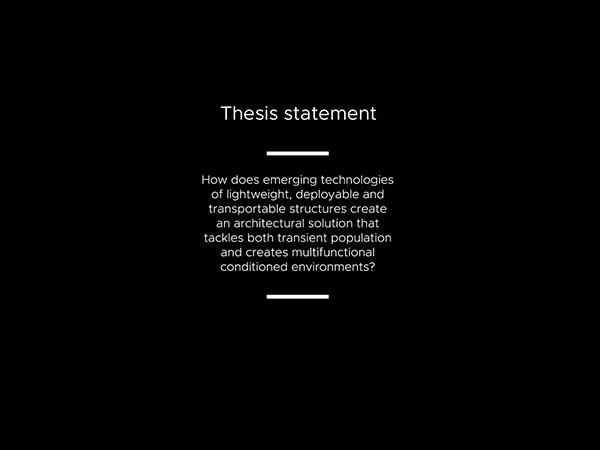 Thesis statement
How does emerging technologies
of lightweight, deployable and
transportable structures create
an architectural solution that
tackles both transient population
and creates multifunctional
conditioned environments?